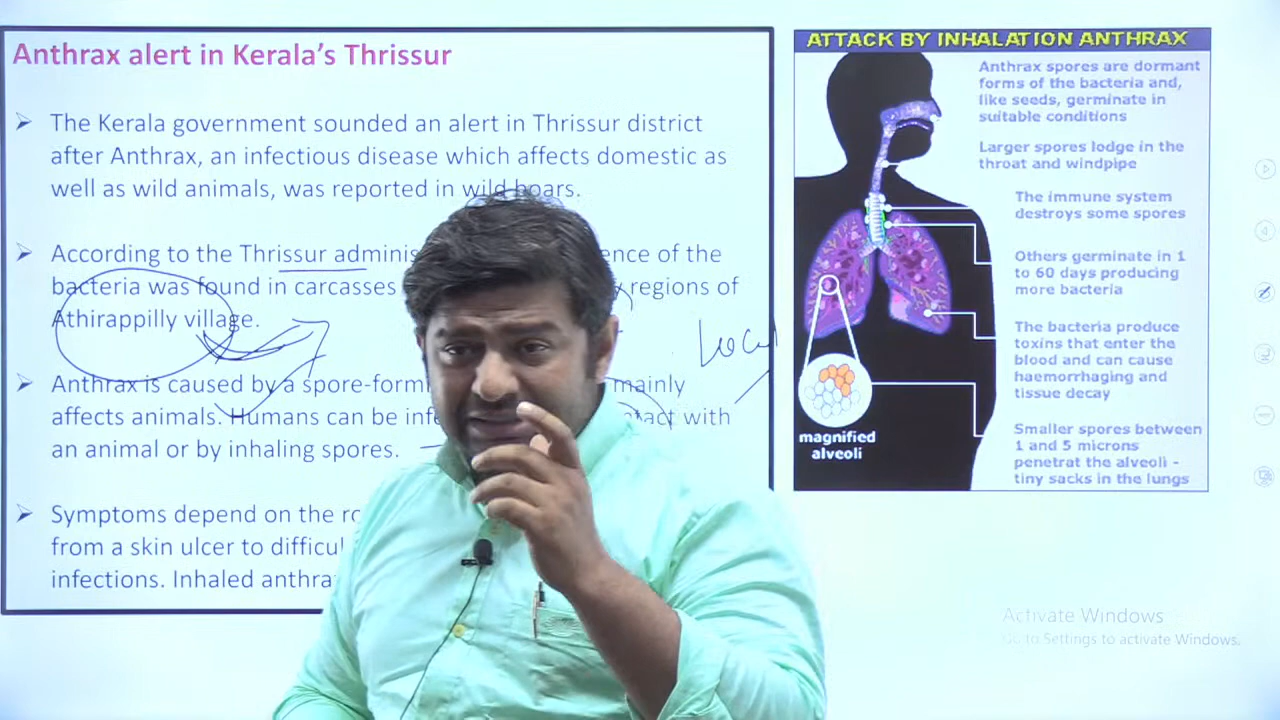 Anthrax alert in Kerala's Thrissur
➤ The Kerala government sounded an alert in Thrissur district
after Anthrax, an infectious disease which affects domestic as
well as wild animals, was reported in wild boars.
➤ According to the Thrissur adminis ence of the
bacteria was found in carcasses regions of
Athirappilly village.
➤ Anthrax is caused by a spore-form mainly
affects animals. Humans can be infe tact with
an animal or by inhaling spores.
➤ Symptoms depend on the ro
from a skin ulcer to difficul
infections. Inhaled anthra
Local
ATTACK BY INHALATION ANTHRAX
Anthrax spores are dormant
forms of the bacteria and,
like seeds, germinate in
suitable conditions
Larger spores lodge in the
throat and windpipe
The immune system
destroys some spores
Others germinate in 1
to 60 days producing
more bacteria
The bacteria produce
toxins that enter the
blood and can cause
haemorrhaging and
tissue decay
Smaller spores between
1 and 5 microns
penetrat the alveoli -
tiny sacks in the lungs
magnified
alveoli
Activate Windows
Go to Settings to activate Windows.